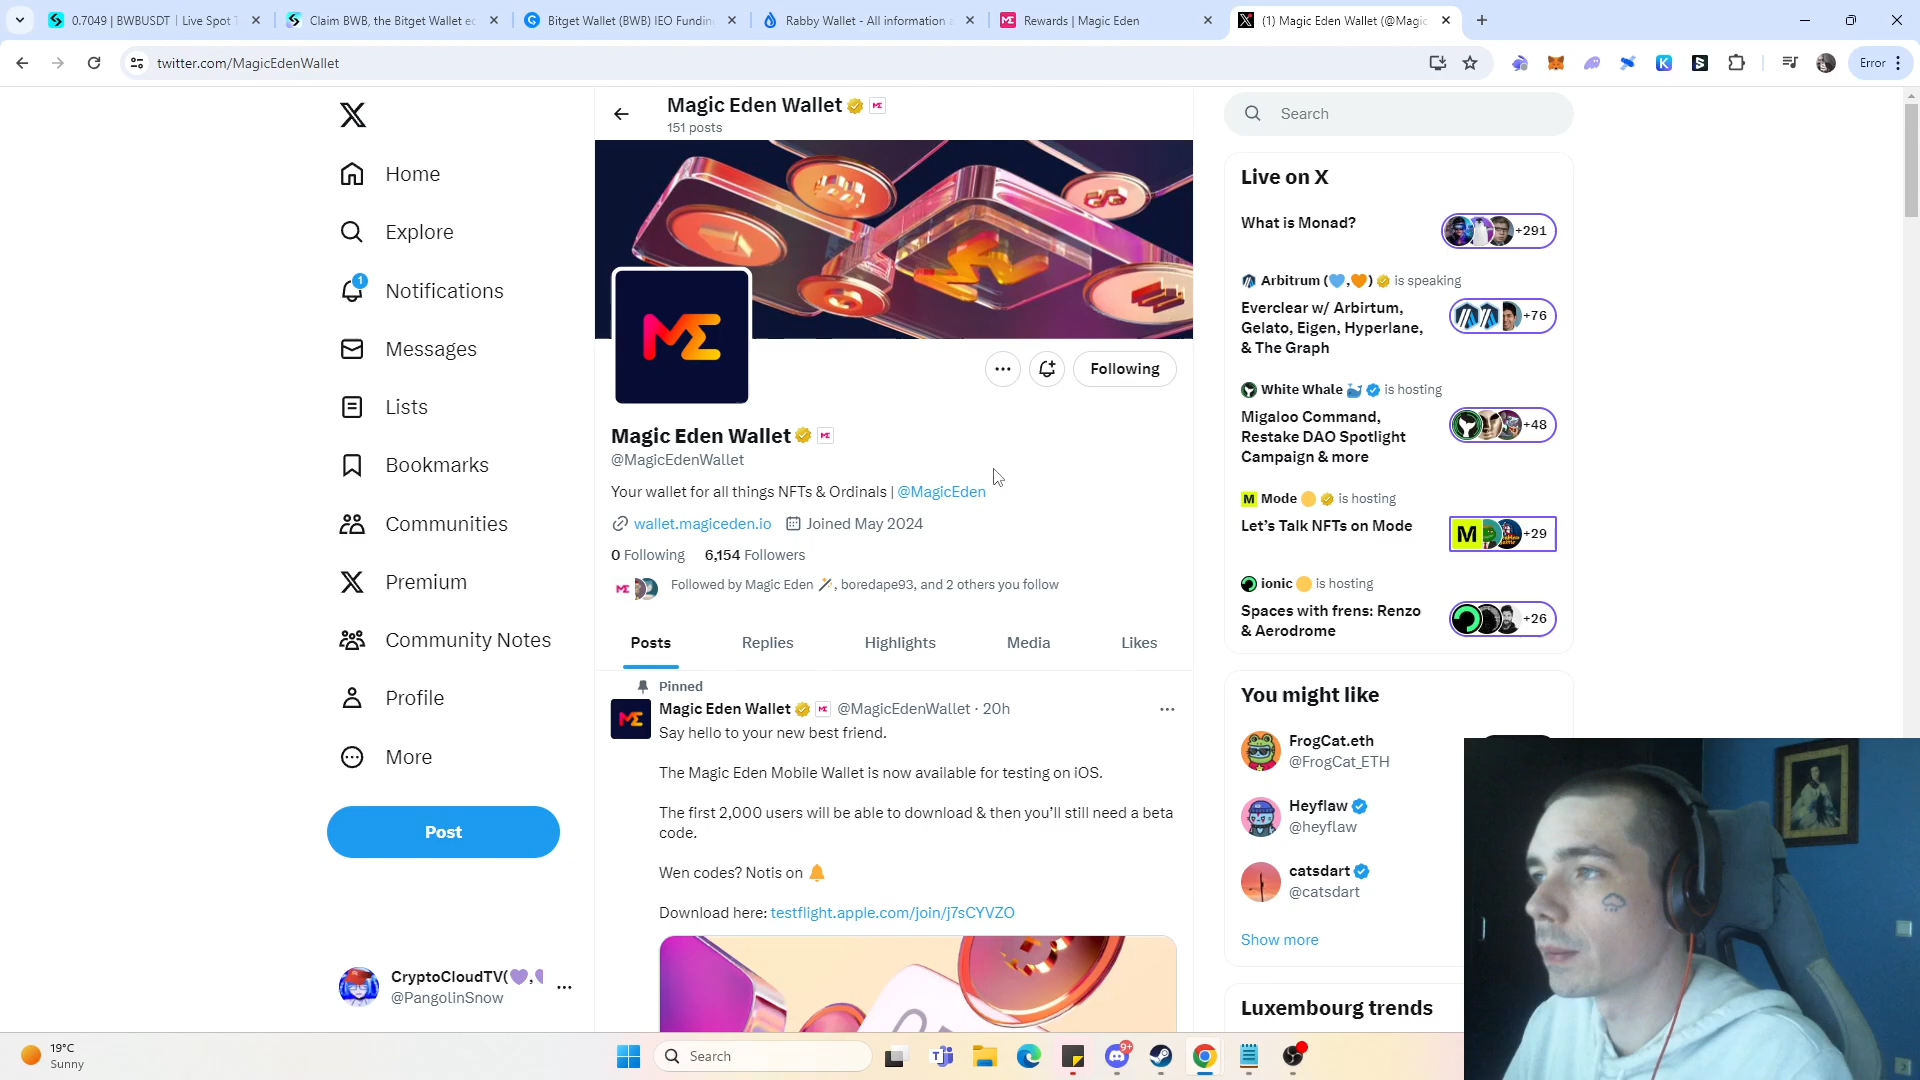 0.7049 | BWBUSDT | Live Spot T
Claim BWB, the Bitget Wallet ec
Bitget Wallet (BWB) IEO Fundin
Rabby Wallet - All information a
Rewards | Magic Eden
(1) Magic Eden Wallet (@Magic
twitter.com/MagicEdenWallet
Error
Home
Explore
1
Notifications
Messages
Lists
Bookmarks
Communities
Premium
Community Notes
Profile
More
Post
CryptoCloudTV(
@PangolinSnow
Magic Eden Wallet
151 posts
ME
Following
Magic Eden Wallet
@MagicEdenWallet
Your wallet for all things NFTs & Ordinals | @MagicEden
wallet.magiceden.io Joined May 2024
0 Following 6,154 Followers
Followed by Magic Eden 🪄, boredape93, and 2 others you follow
Posts Replies Highlights Media Likes
Pinned
Magic Eden Wallet @MagicEdenWallet · 20h
Say hello to your new best friend.
The Magic Eden Mobile Wallet is now available for testing on iOS.
The first 2,000 users will be able to download & then you'll still need a beta
code.
Wen codes? Notis on 🔔
Download here: testflight.apple.com/join/j7sCYVZO
Search
Live on X
What is Monad?
+291
Arbitrum (💙,🧡) is speaking
Everclear w/ Arbirtum,
Gelato, Eigen, Hyperlane,
& The Graph
+76
White Whale 🐳 is hosting
Migaloo Command,
Restake DAO Spotlight
Campaign & more
+48
Mode 🟡 is hosting
Let's Talk NFTs on Mode
M
+29
ionic 🟡 is hosting
Spaces with frens: Renzo
& Aerodrome
+26
You might like
FrogCat.eth
@FrogCat_ETH
Heyflaw
@heyflaw
catsdart
@catsdart
Show more
Luxembourg trends
19°C
Sunny
Search
9+